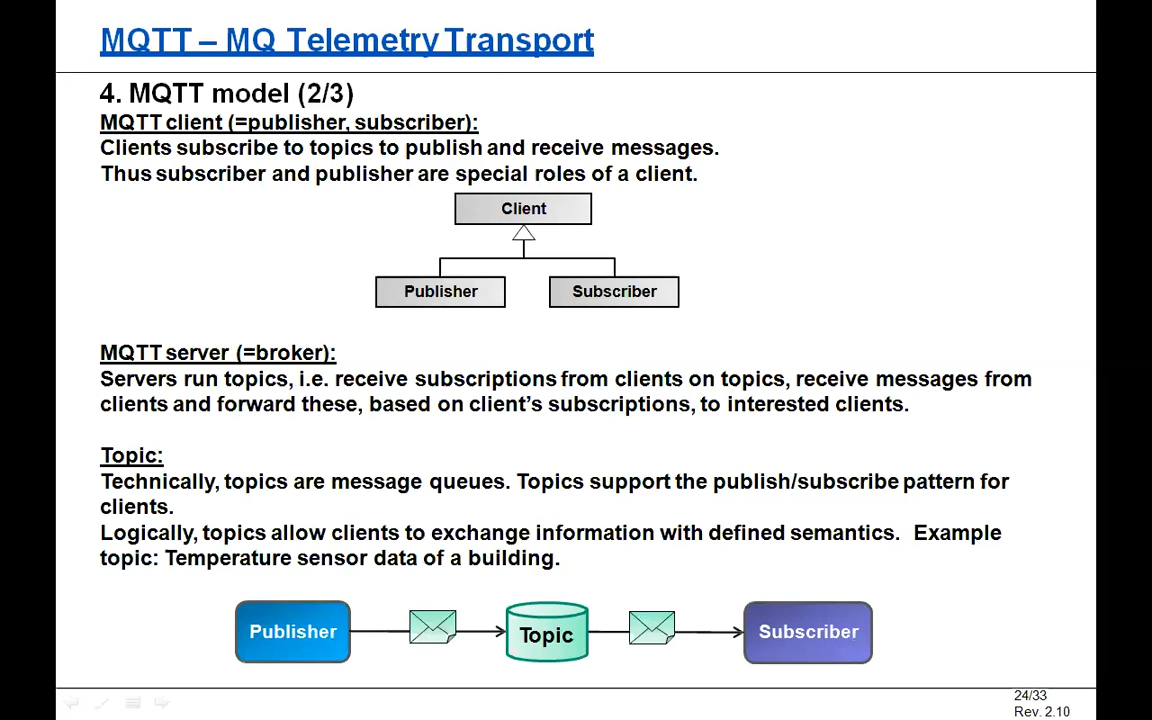 MQTT – MQ Telemetry Transport
4. MQTT model (2/3)
MQTT client (=publisher, subscriber):
Clients subscribe to topics to publish and receive messages.
Thus subscriber and publisher are special roles of a client.
Client
Publisher
Subscriber
MQTT server (=broker):
Servers run topics, i.e. receive subscriptions from clients on topics, receive messages from
clients and forward these, based on client's subscriptions, to interested clients.
Topic:
Technically, topics are message queues. Topics support the publish/subscribe pattern for
clients.
Logically, topics allow clients to exchange information with defined semantics. Example
topic: Temperature sensor data of a building.
Publisher
Topic
Subscriber
24/33
Rev. 2.10